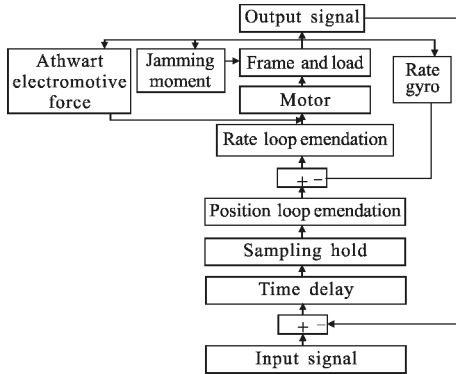 Output signal
Athwart
electromotive
force
Jamming
moment
Frame and load
Rate
gyro
Motor
Rate loop emendation
+ −
Position loop emendation
Sampling hold
Time delay
+ −
Input signal